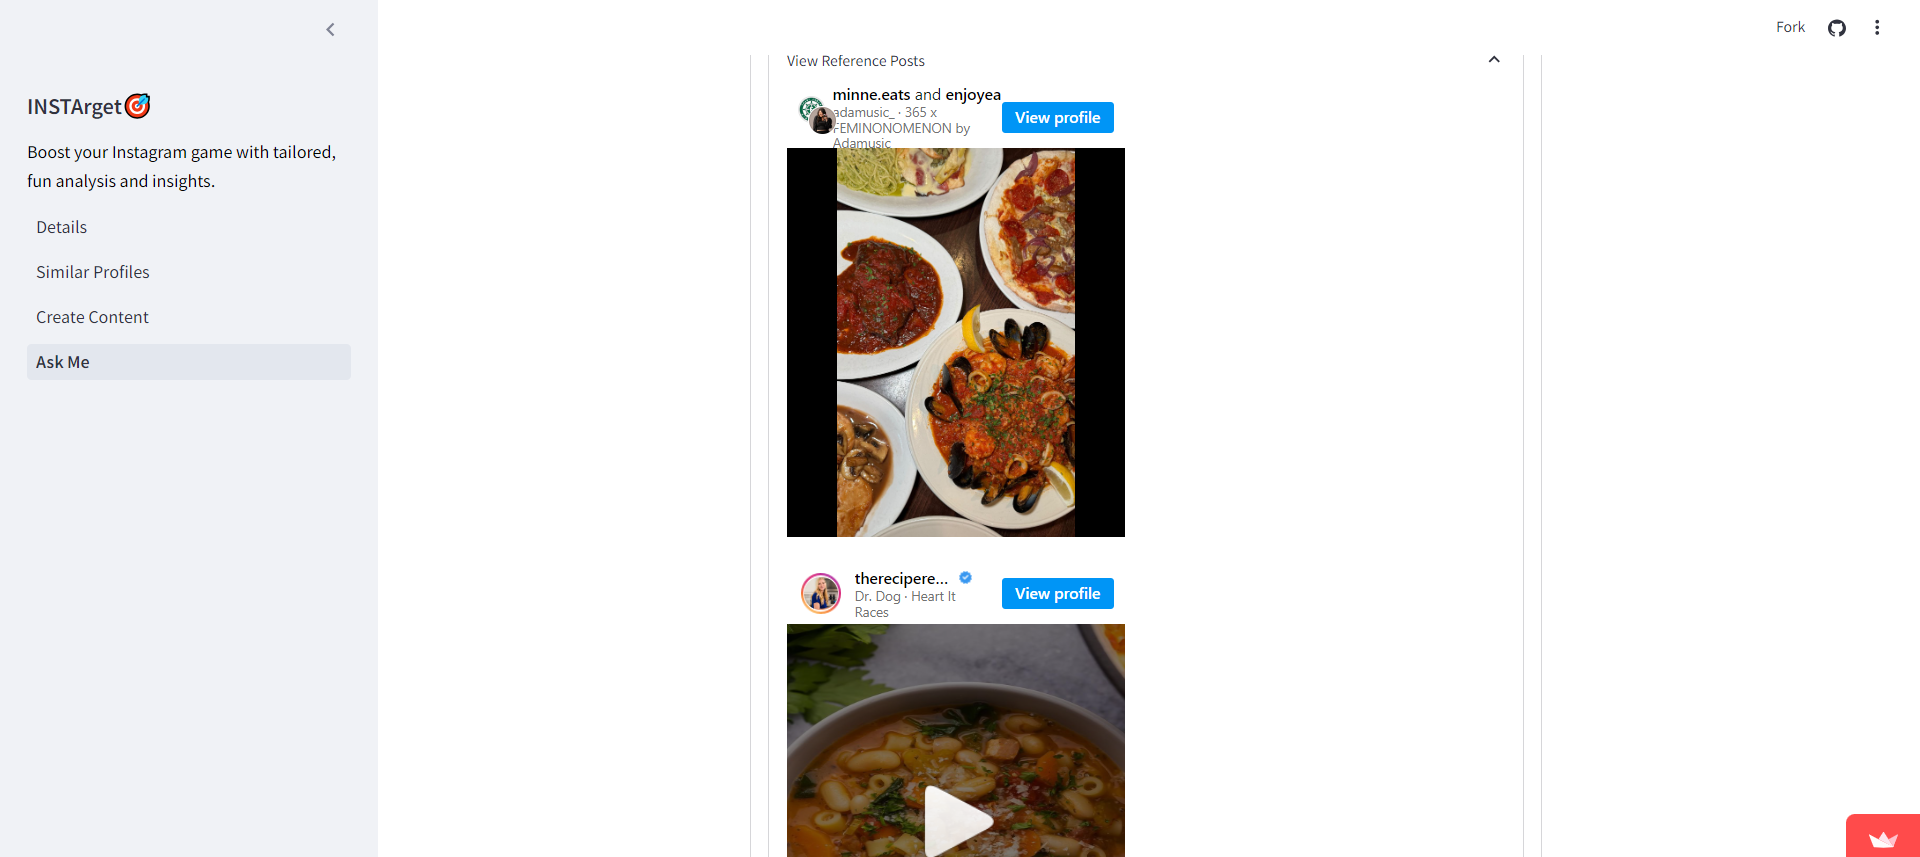 Fork
INSTArget
Boost your Instagram game with tailored,
fun analysis and insights.
Details
Similar Profiles
Create Content
Ask Me
View Reference Posts
minne.eats and enjoyea
adamusic_ · 365 x
FEMINONOMENON by
Adamusic
View profile
therecipere...
Dr. Dog · Heart It
Races
View profile